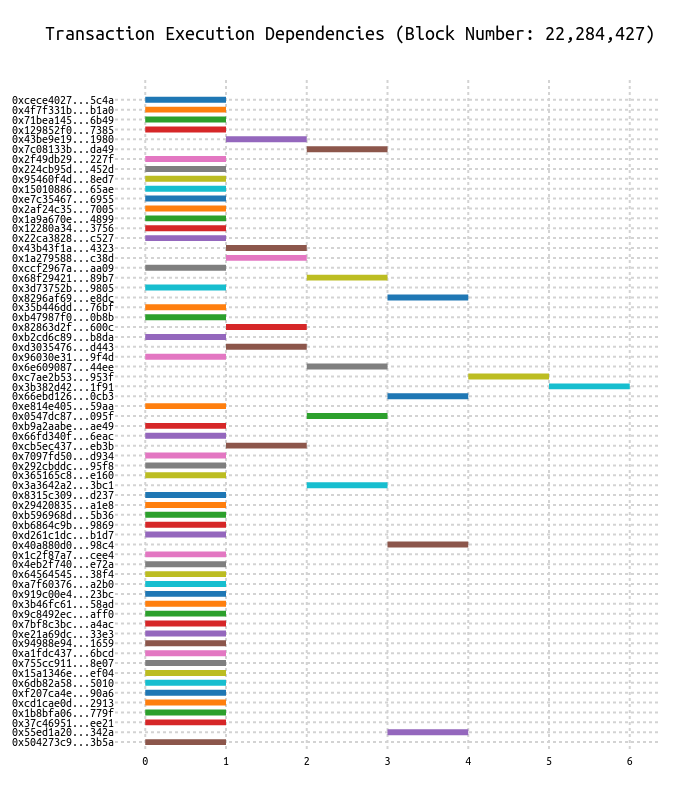 Transaction Execution Dependencies (Block Number: 22,284,427)
0xcece4027...5c4a
0x4f7f331b...b1a0
0x71bea145...6b49
0x129852f0...7385
0x43be9e19...1980
0x7c08133b...da49
0x2f49db29...227f
0x224cb95d...452d
0x95460f4d...8ed7
0x15010886...65ae
0xe7c35467...6955
0x2af24c35...7005
0x1a9a670e...4899
0x12280a34...3756
0x22ca3828...c527
0x43b43f1a...4323
0x1a279588...c38d
0xccf2967a...aa09
0x68f29421...89b7
0x3d73752b...9805
0x8296af69...e8dc
0x35b446dd...76bf
0xb47987f0...0b8b
0x82863d2f...600c
0xb2cd6c89...b8da
0xd3035476...d443
0x96030e31...9f4d
0x6e609087...44ee
0xc7ae2b53...953f
0x3b382d42...1f91
0x66ebd126...0cb3
0xe814e405...59aa
0x0547dc87...095f
0xb9a2aabe...ae49
0x66fd340f...6eac
0xcb5ec437...eb3b
0x7097fd50...d934
0x292cbddc...95f8
0x365165c8...e160
0x3a3642a2...3bc1
0x8315c309...d237
0x29420835...a1e8
0xb596968d...5b36
0xb6864c9b...9869
0xd261c1dc...b1d7
0x40a880d0...98c4
0x1c2f87a7...cee4
0x4eb2f740...e72a
0x64564545...38f4
0xa7f60376...a2b0
0x919c00e4...23bc
0x3b46fc61...58ad
0x9c8492ec...aff0
0x7bf8c3bc...a4ac
0xe21a69dc...33e3
0x94988e94...1659
0xa1fdc437...6bcd
0x755cc911...8e07
0x15a1346e...ef04
0x6db82a58...5010
0xf207ca4e...90a6
0xcd1cae0d...2913
0x1b8bfa06...779f
0x37c46951...ee21
0x55ed1a20...342a
0x504273c9...3b5a
0 1 2 3 4 5 6